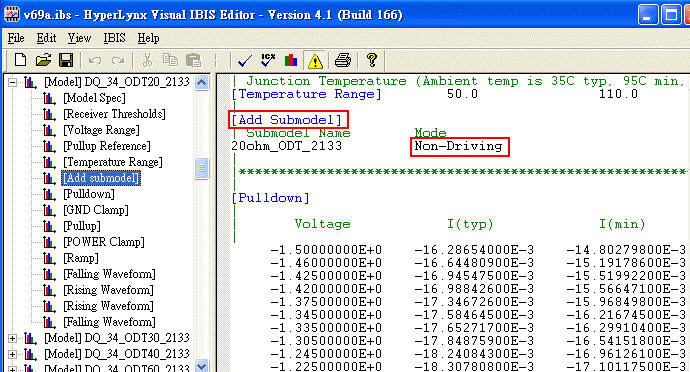 v69a.ibs - HyperLynx Visual IBIS Editor - Version 4.1 (Build 166)
File Edit View IBIS Help
ICX
[Model] DQ_34_ODT20_2133
[Model Spec]
[Receiver Thresholds]
[Voltage Range]
[Pullup Reference]
[Temperature Range]
[Add submodel]
[Pulldown]
[GND Clamp]
[Pullup]
[POWER Clamp]
[Ramp]
[Falling Waveform]
[Rising Waveform]
[Rising Waveform]
[Falling Waveform]
[Model] DQ_34_ODT30_2133
[Model] DQ_34_ODT40_2133
[Model] DQ_34_ODT60_2133
| Junction Temperature (Ambient temp is 35C typ, 95C min,
[Temperature Range] 50.0 110.0
|
[Add Submodel]
| Submodel Name Mode
20ohm_ODT_2133 Non-Driving
|
|************************************************************
|
[Pulldown]
|
| Voltage I(typ) I(min)
|
-1.50000000E+0 -16.28654000E-3 -14.80279800E-3
-1.46000000E+0 -16.64480900E-3 -15.19178600E-3
-1.42500000E+0 -16.94547500E-3 -15.51992200E-3
-1.42000000E+0 -16.98842600E-3 -15.56647100E-3
-1.37500000E+0 -17.34672600E-3 -15.96849800E-3
-1.34500000E+0 -17.58464500E-3 -16.21674500E-3
-1.33500000E+0 -17.65271700E-3 -16.29910400E-3
-1.30500000E+0 -17.84875900E-3 -16.54151800E-3
-1.24500000E+0 -18.24084300E-3 -16.96126100E-3
-1.22500000E+0 -18.30780800E-3 -17.10117500E-3